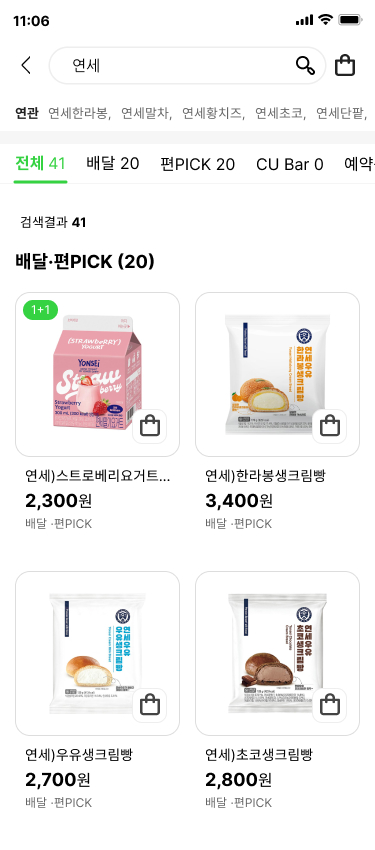 11:06
연세
연관 연세한라봉, 연세말차, 연세황치즈, 연세초코, 연세단팥,
전체 41 배달 20 편PICK 20 CU Bar 0 예약
검색결과 41
배달·편PICK (20)
1+1
(STRAWBERRY)
YOGURT
YONSEI
Straw
berry
Strawberry
Yogurt
연세우유
한라봉생크림빵
연세)스트로베리요거트...
2,300원
배달 ·편PICK
연세)한라봉생크림빵
3,400원
배달 ·편PICK
연세우유
우유생크림빵
연세우유
초코생크림빵
연세)우유생크림빵
2,700원
배달 ·편PICK
연세)초코생크림빵
2,800원
배달 ·편PICK